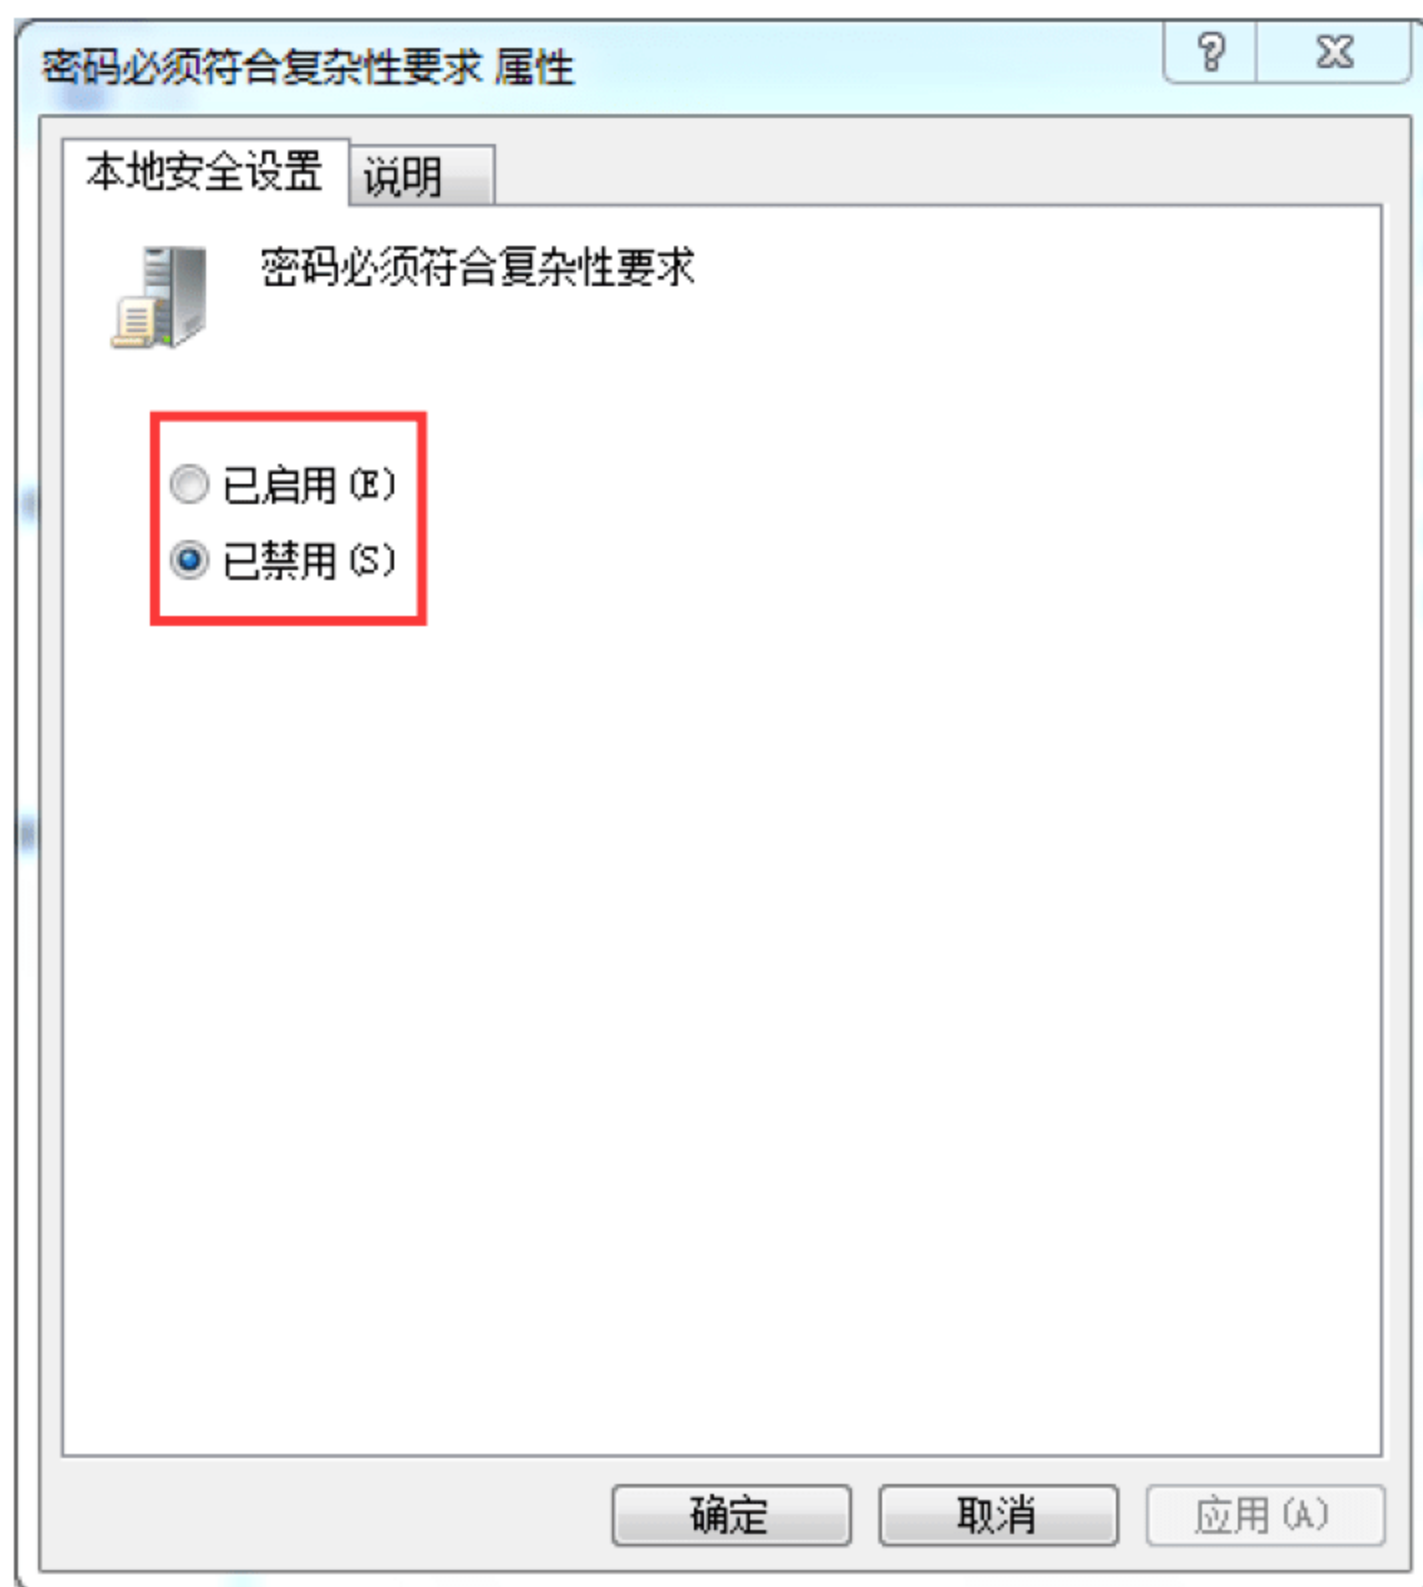 密码必须符合复杂性要求 属性
本地安全设置
说明
密码必须符合复杂性要求
已启用(E)
已禁用(S)
确定
取消
应用(A)